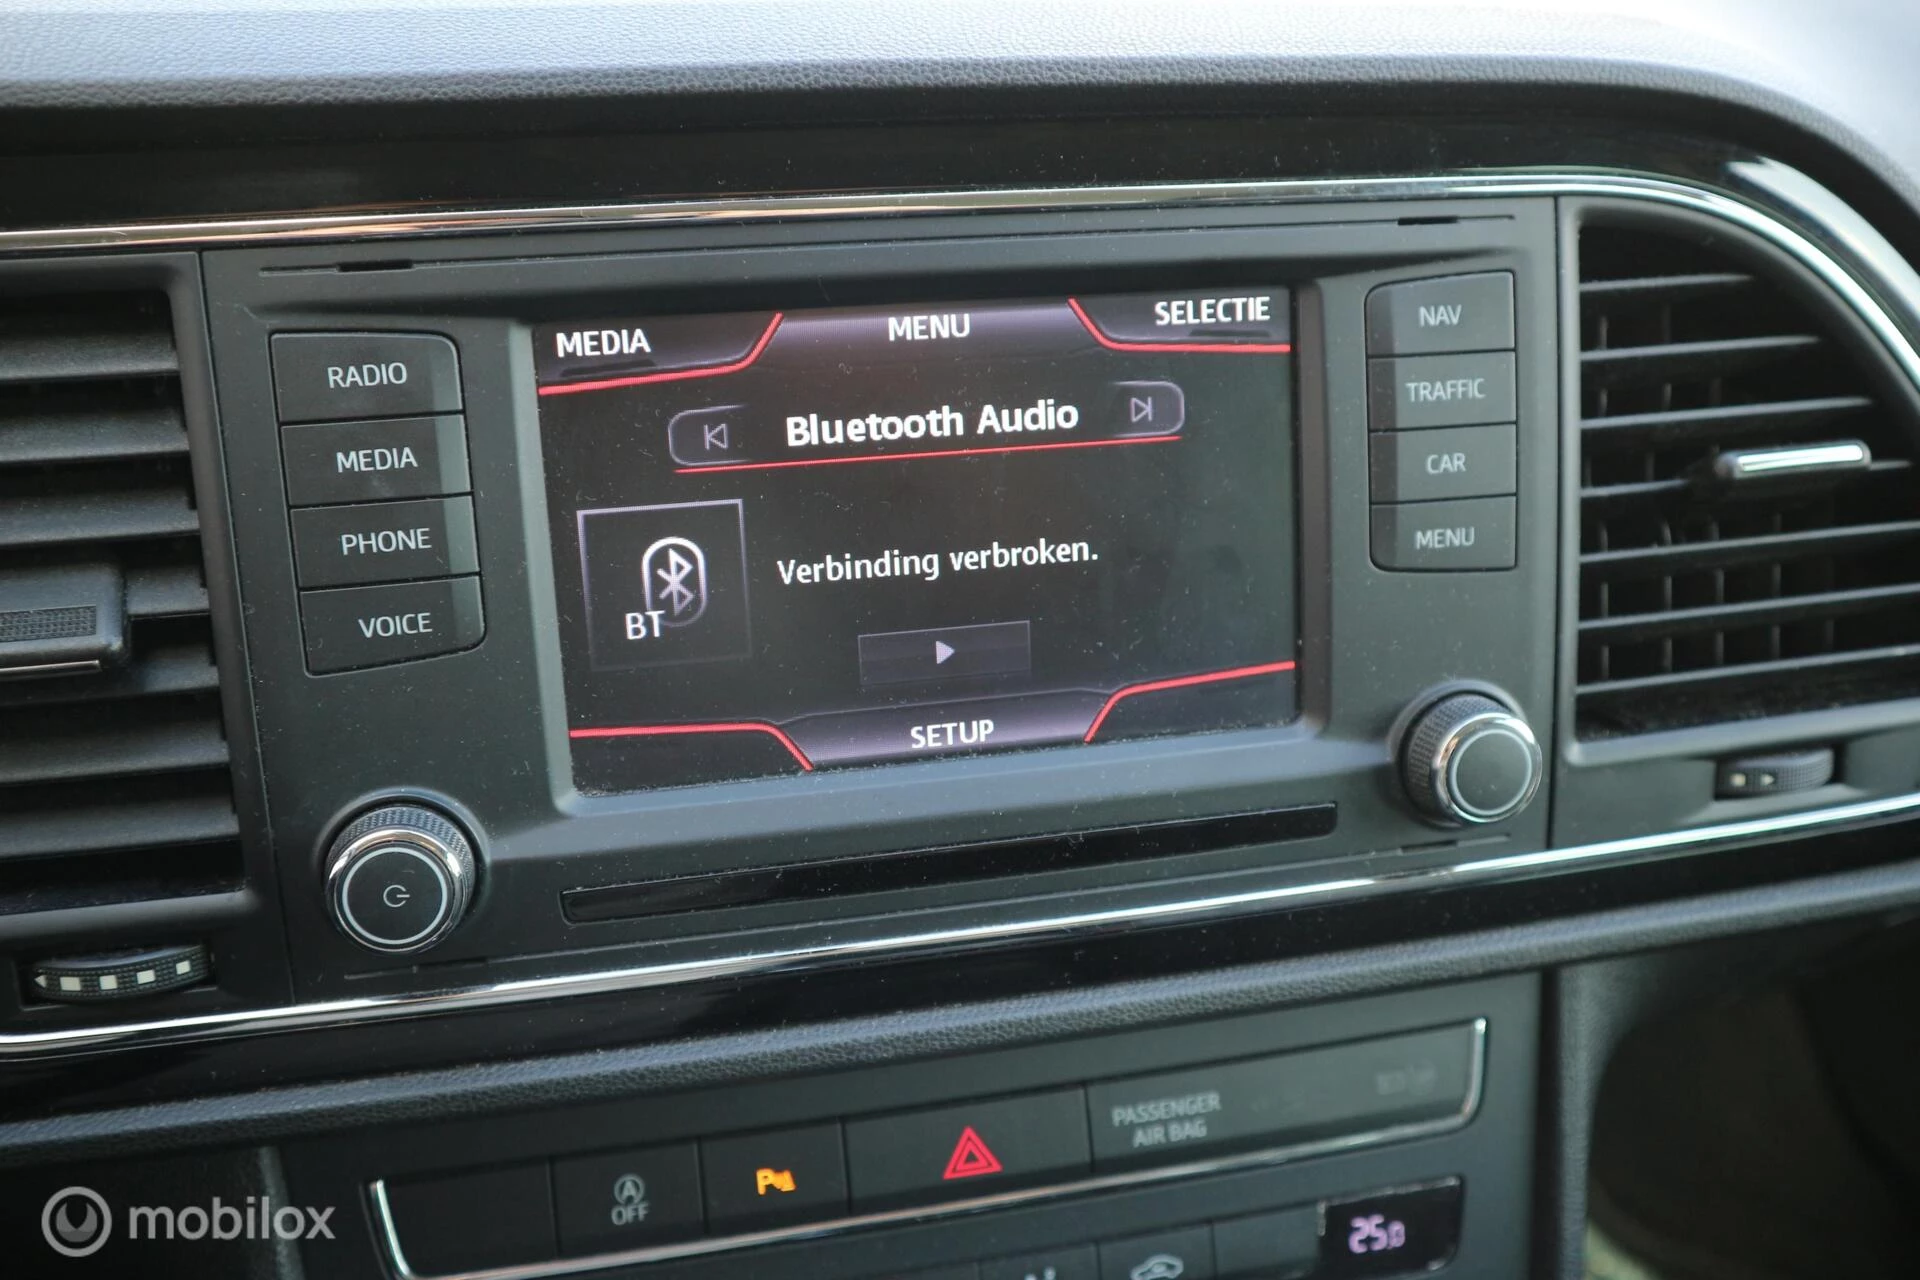 RADIO
MEDIA
PHONE
VOICE
MEDIA
MENU
SELECTIE
Bluetooth Audio
BT
Verbinding verbroken.
SETUP
NAV
TRAFFIC
CAR
MENU
A
OFF
P
PASSENGER
AIR BAG
25.0
mobilox